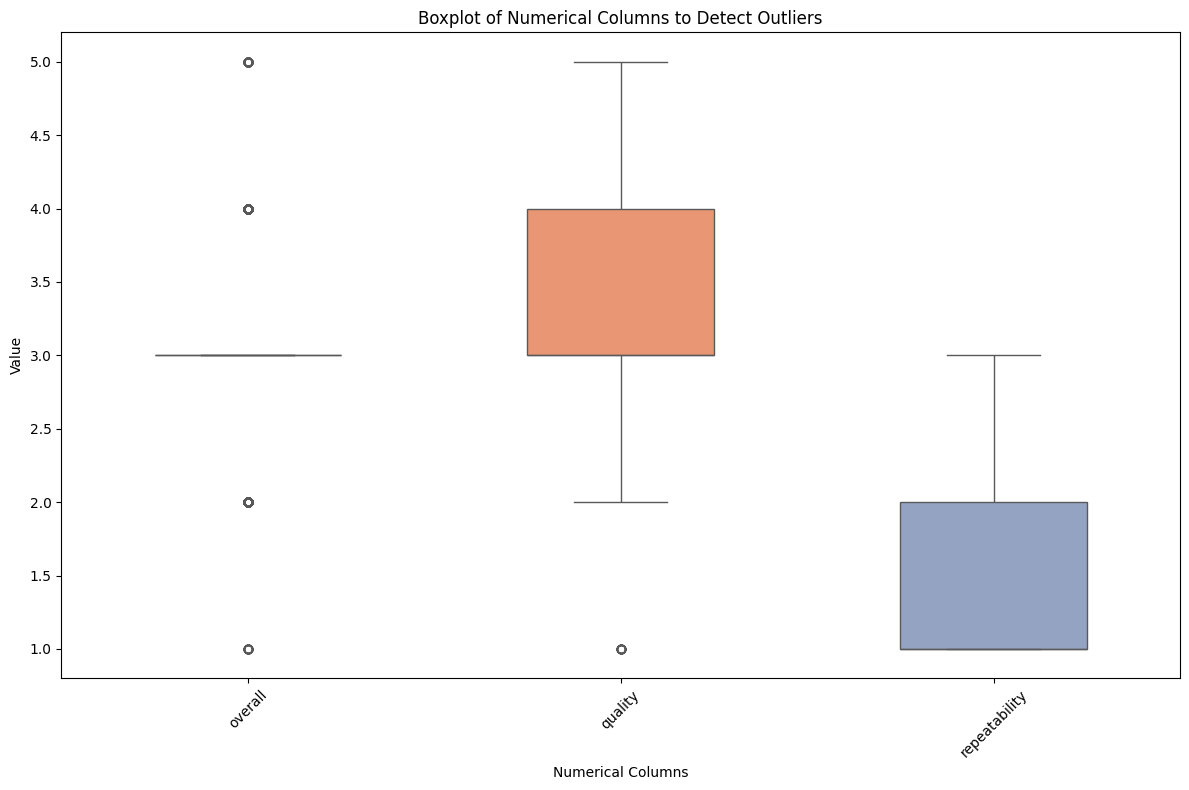 Boxplot of Numerical Columns to Detect Outliers
5.0
4.5
4.0
3.5
3.0
2.5
2.0
1.5
1.0
Value
overall
quality
repeatability
Numerical Columns